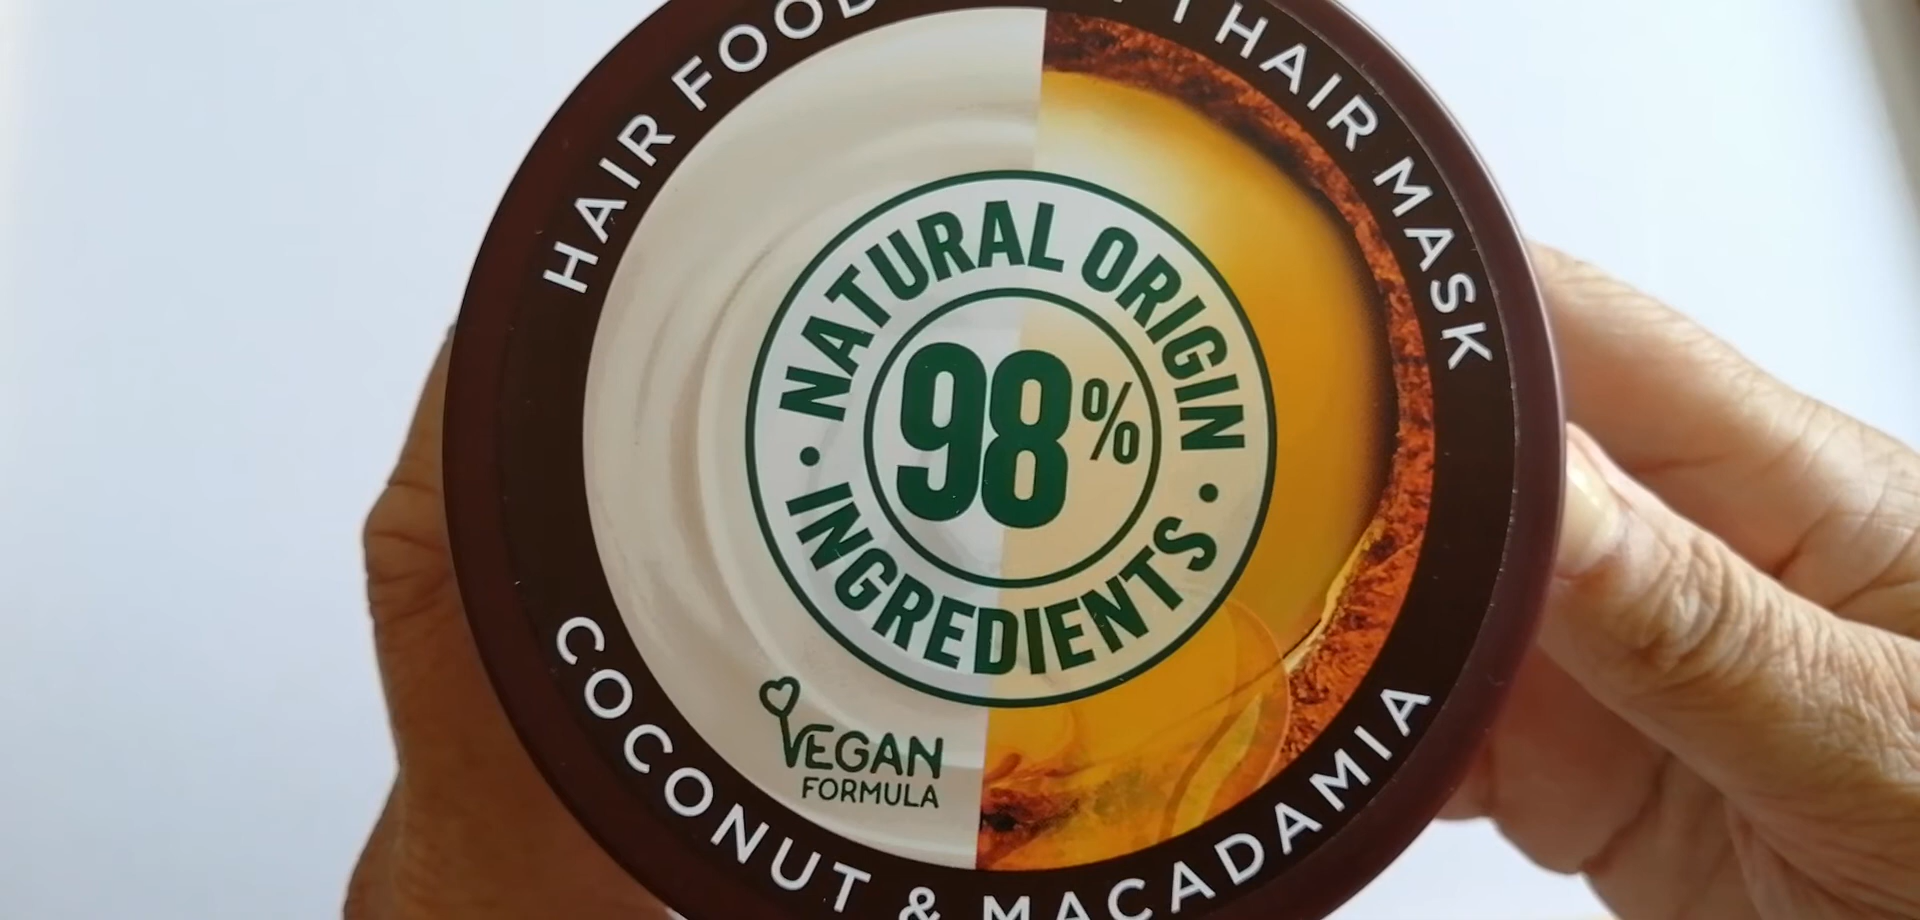 HAIR FOOD
HAIR MASK
NATURAL ORIGIN
98%
• INGREDIENTS •
VEGAN
FORMULA
COCONUT & MACADAMIA